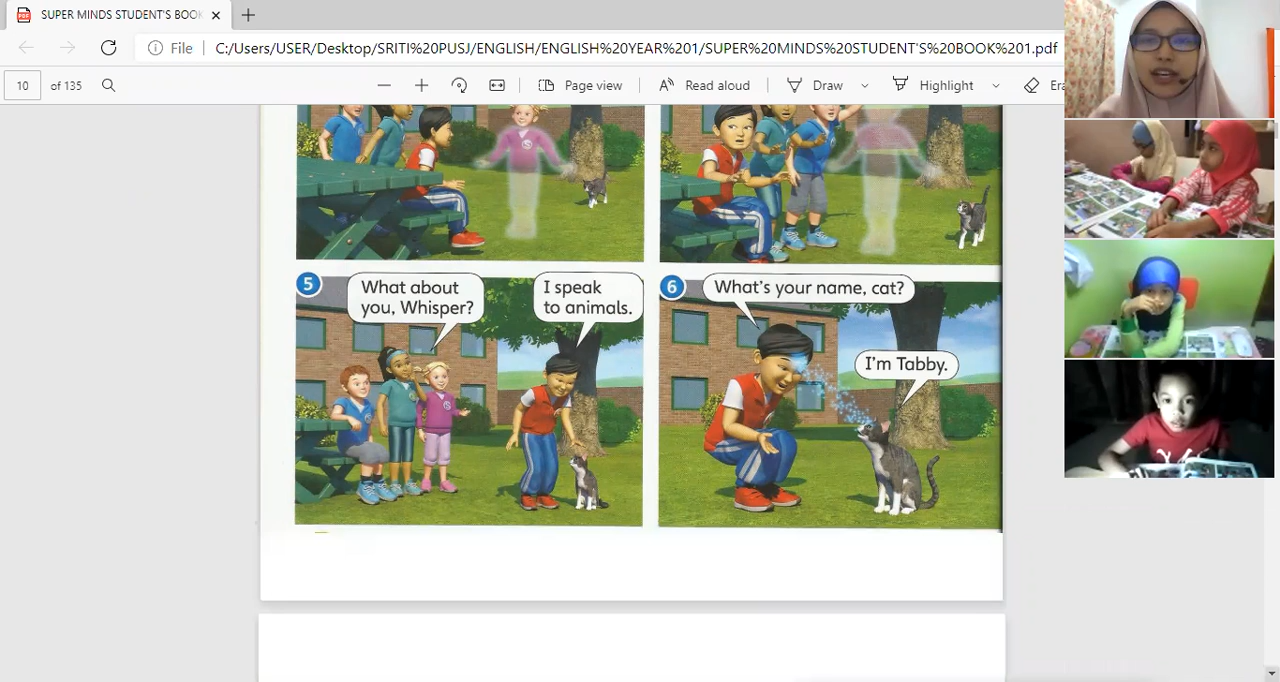 SUPER MINDS STUDENT'S BOOK
File
C:/Users/USER/Desktop/SRITI%20PUSJ/ENGLISH/ENGLISH%20YEAR%201/SUPER%20MINDS%20STUDENT'S%20BOOK%201.pdf
10 of 135
Page view
Read aloud
Draw
Highlight
Era
5
What about
you, Whisper?
I speak
to animals.
6
What's your name, cat?
I'm Tabby.